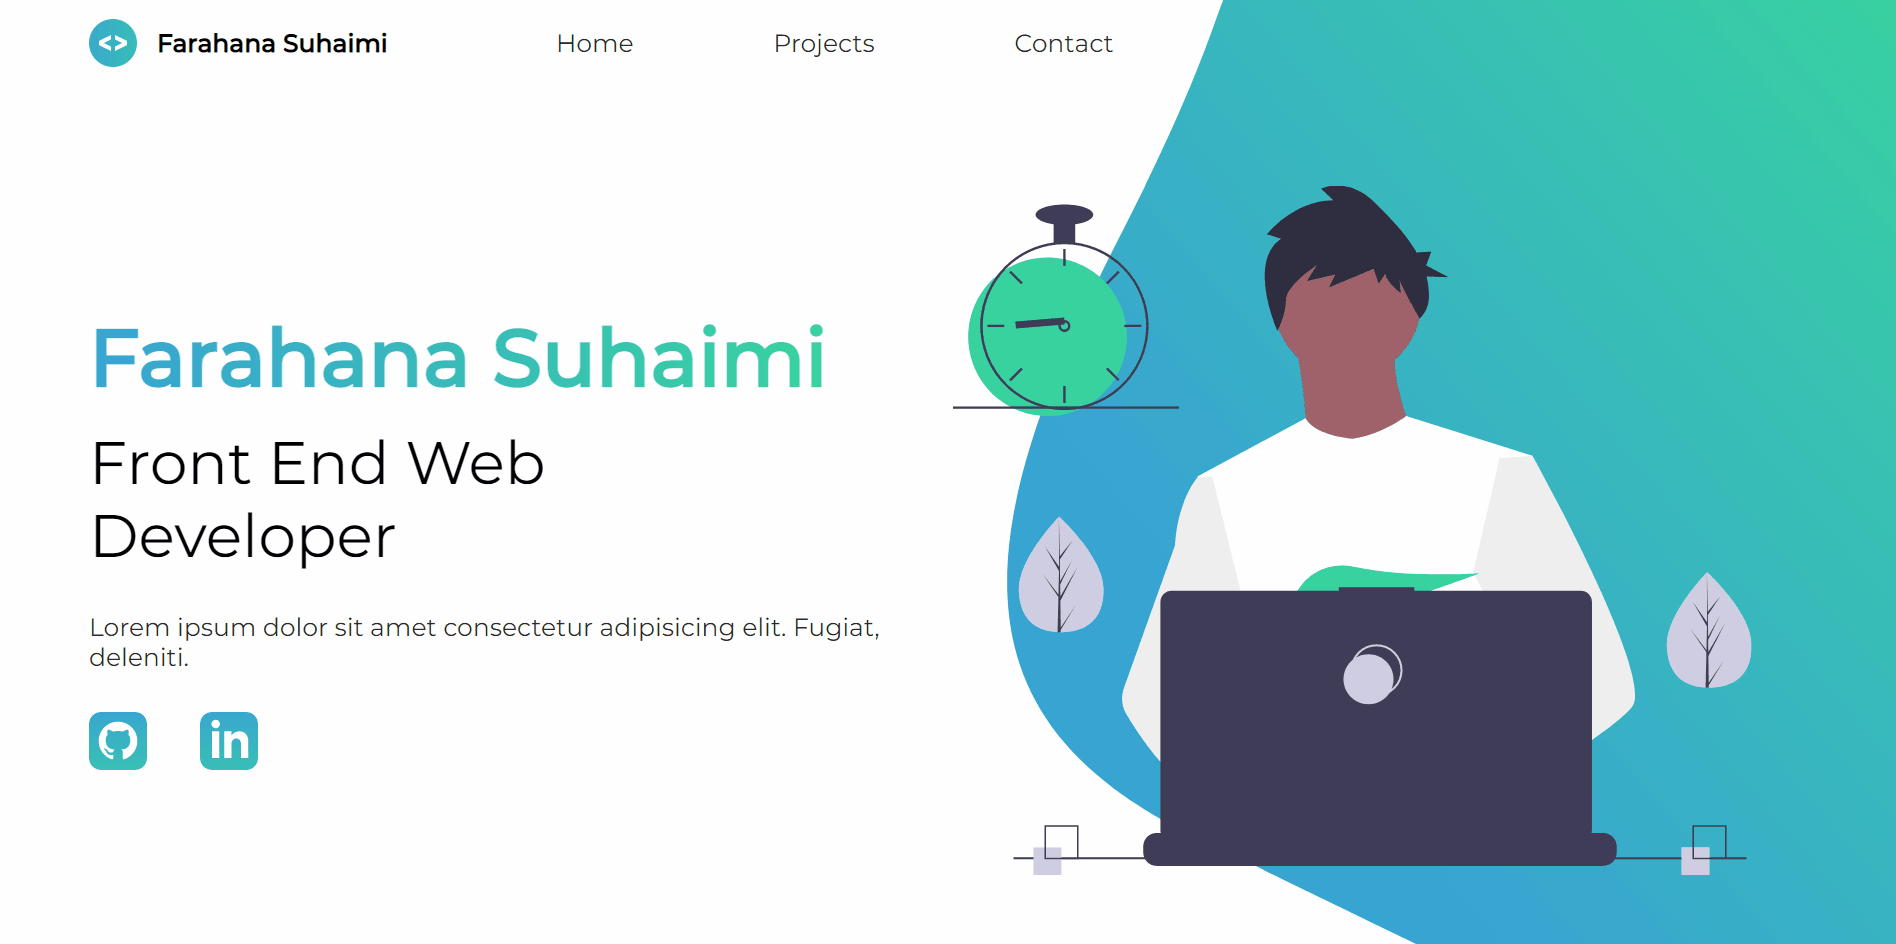 Farahana Suhaimi
Home
Projects
Contact
Farahana Suhaimi
Front End Web
Developer
Lorem ipsum dolor sit amet consectetur adipisicing elit. Fugiat,
deleniti.
in